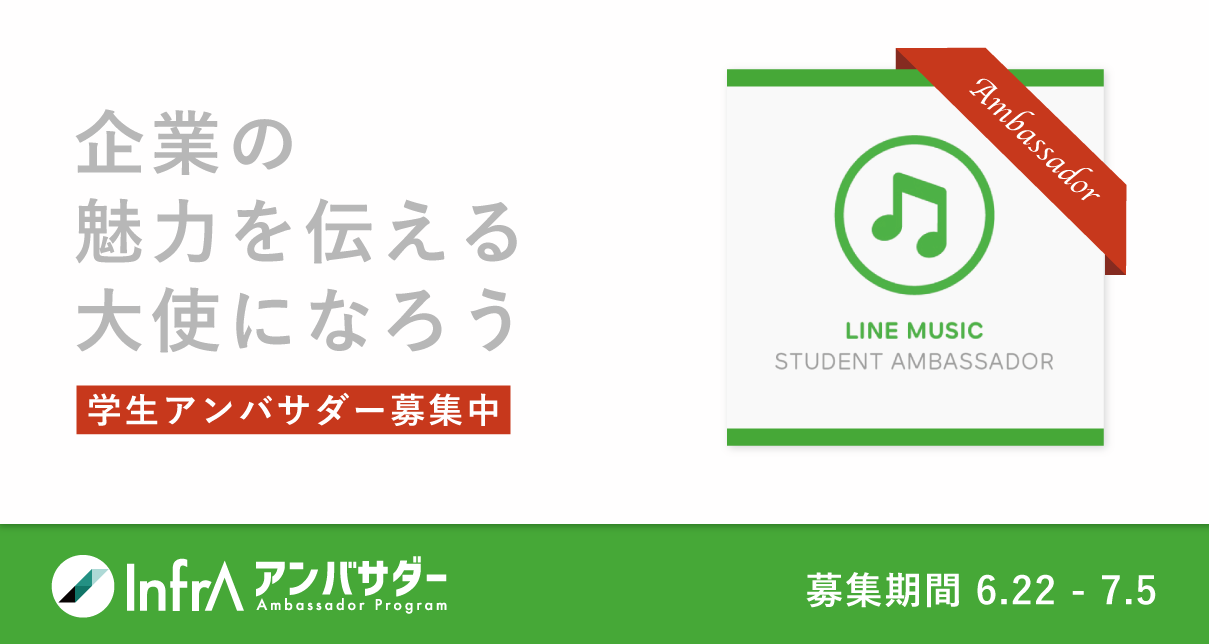 企業の
魅力を伝える
大使になろう
学生アンバサダー募集中
Ambassador
LINE MUSIC
STUDENT AMBASSADOR
InfrA アンバサダー
Ambassador Program
募集期間 6.22 - 7.5